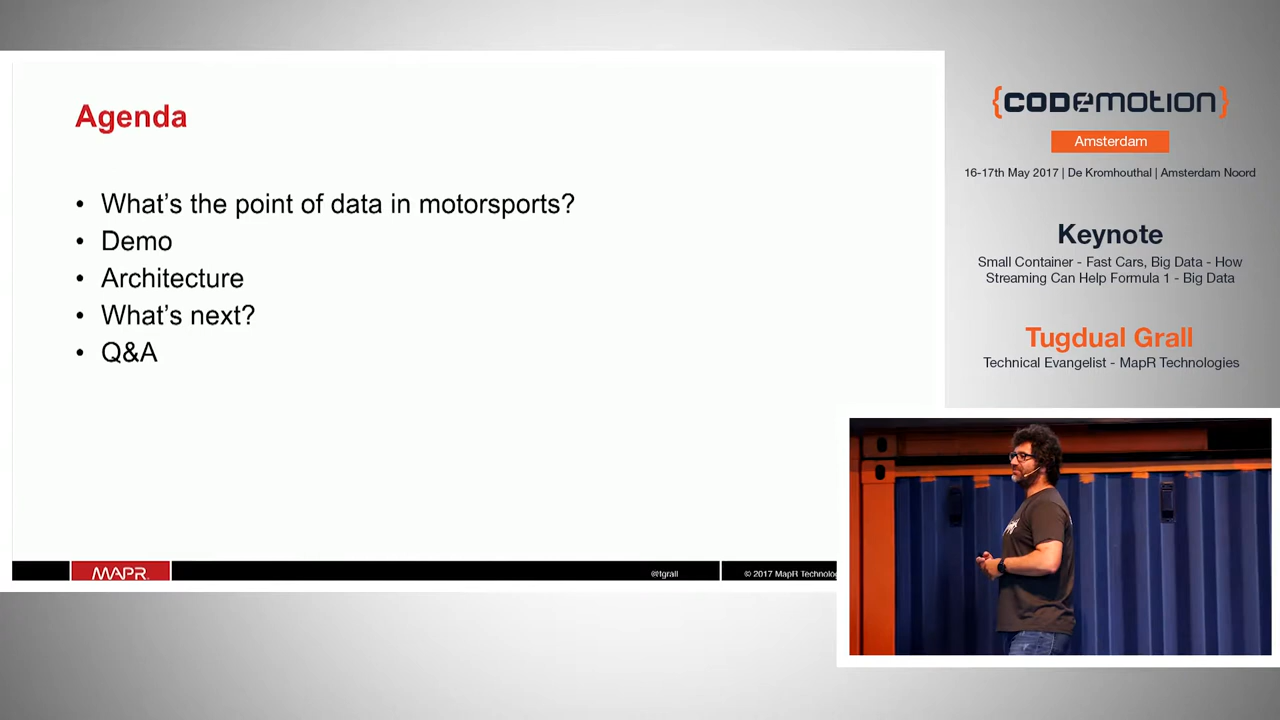 Agenda
• What's the point of data in motorsports?
• Demo
• Architecture
• What's next?
• Q&A
MAPR
@tgrall
© 2017 MapR Technolo
{CODEMOTION}
Amsterdam
16-17th May 2017 | De Kromhouthal | Amsterdam Noord
Keynote
Small Container - Fast Cars, Big Data - How
Streaming Can Help Formula 1 - Big Data
Tugdual Grall
Technical Evangelist - MapR Technologies